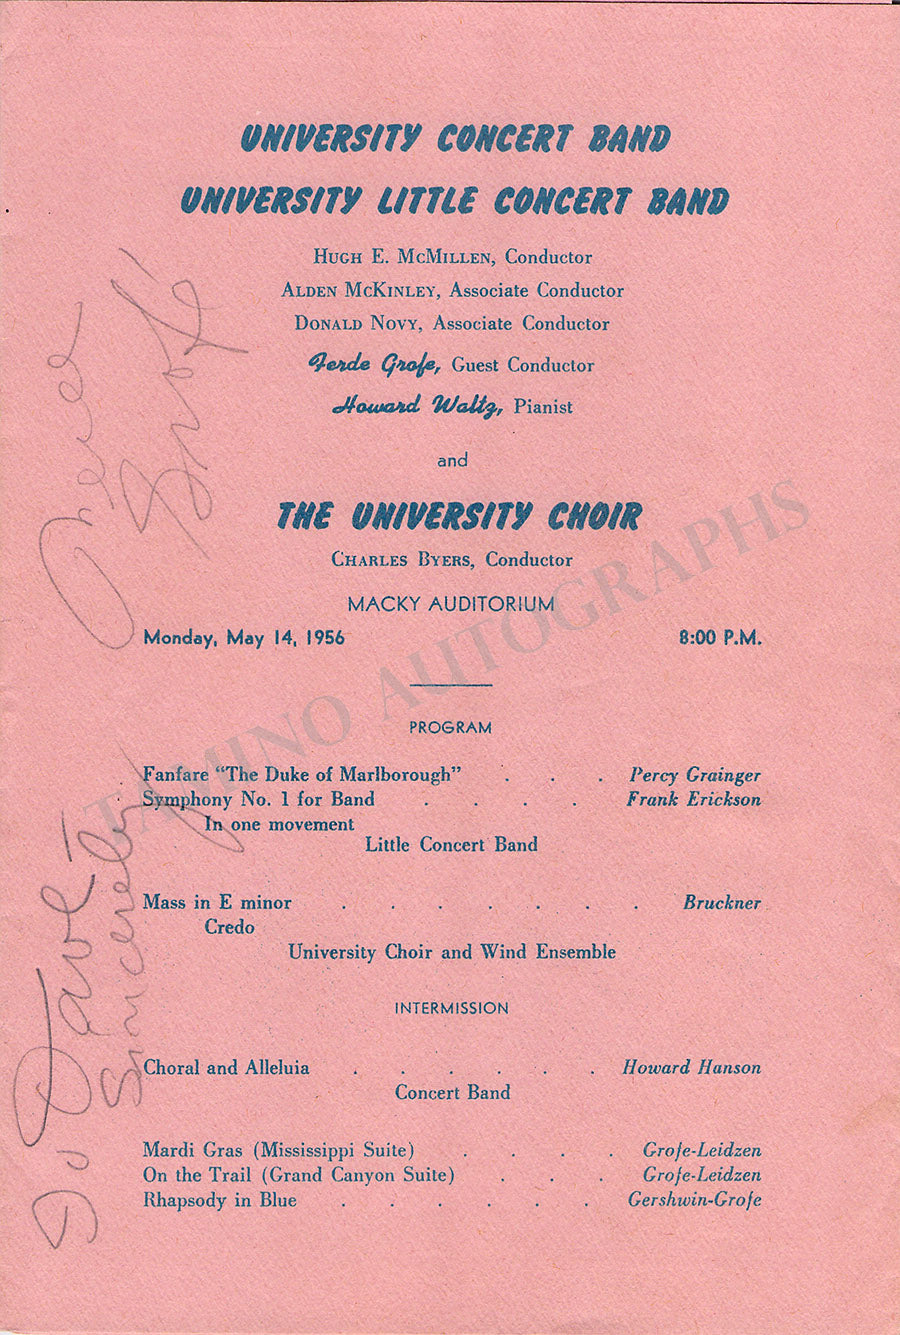 UNIVERSITY CONCERT BAND
UNIVERSITY LITTLE CONCERT BAND
HUGH E. MCMILLEN, Conductor
ALDEN MCKINLEY, Associate Conductor
DONALD NOVY, Associate Conductor
Ferde Grofe, Guest Conductor
Howard Waltz, Pianist
and
THE UNIVERSITY CHOIR
CHARLES BYERS, Conductor
MACKY AUDITORIUM
Monday, May 14, 1956 8:00 P.M.
PROGRAM
Fanfare "The Duke of Marlborough" . . . Percy Grainger
Symphony No. 1 for Band . . . . Frank Erickson
In one movement
Little Concert Band
Mass in E minor . . . . . . . Bruckner
Credo
University Choir and Wind Ensemble
INTERMISSION
Choral and Alleluia . . . . . . Howard Hanson
Concert Band
Mardi Gras (Mississippi Suite) . . . . Grofe-Leidzen
On the Trail (Grand Canyon Suite) . . . Grofe-Leidzen
Rhapsody in Blue . . . . . . Gershwin-Grofe
Sincerely
Grofé
TAMINO AUTOGRAPHS